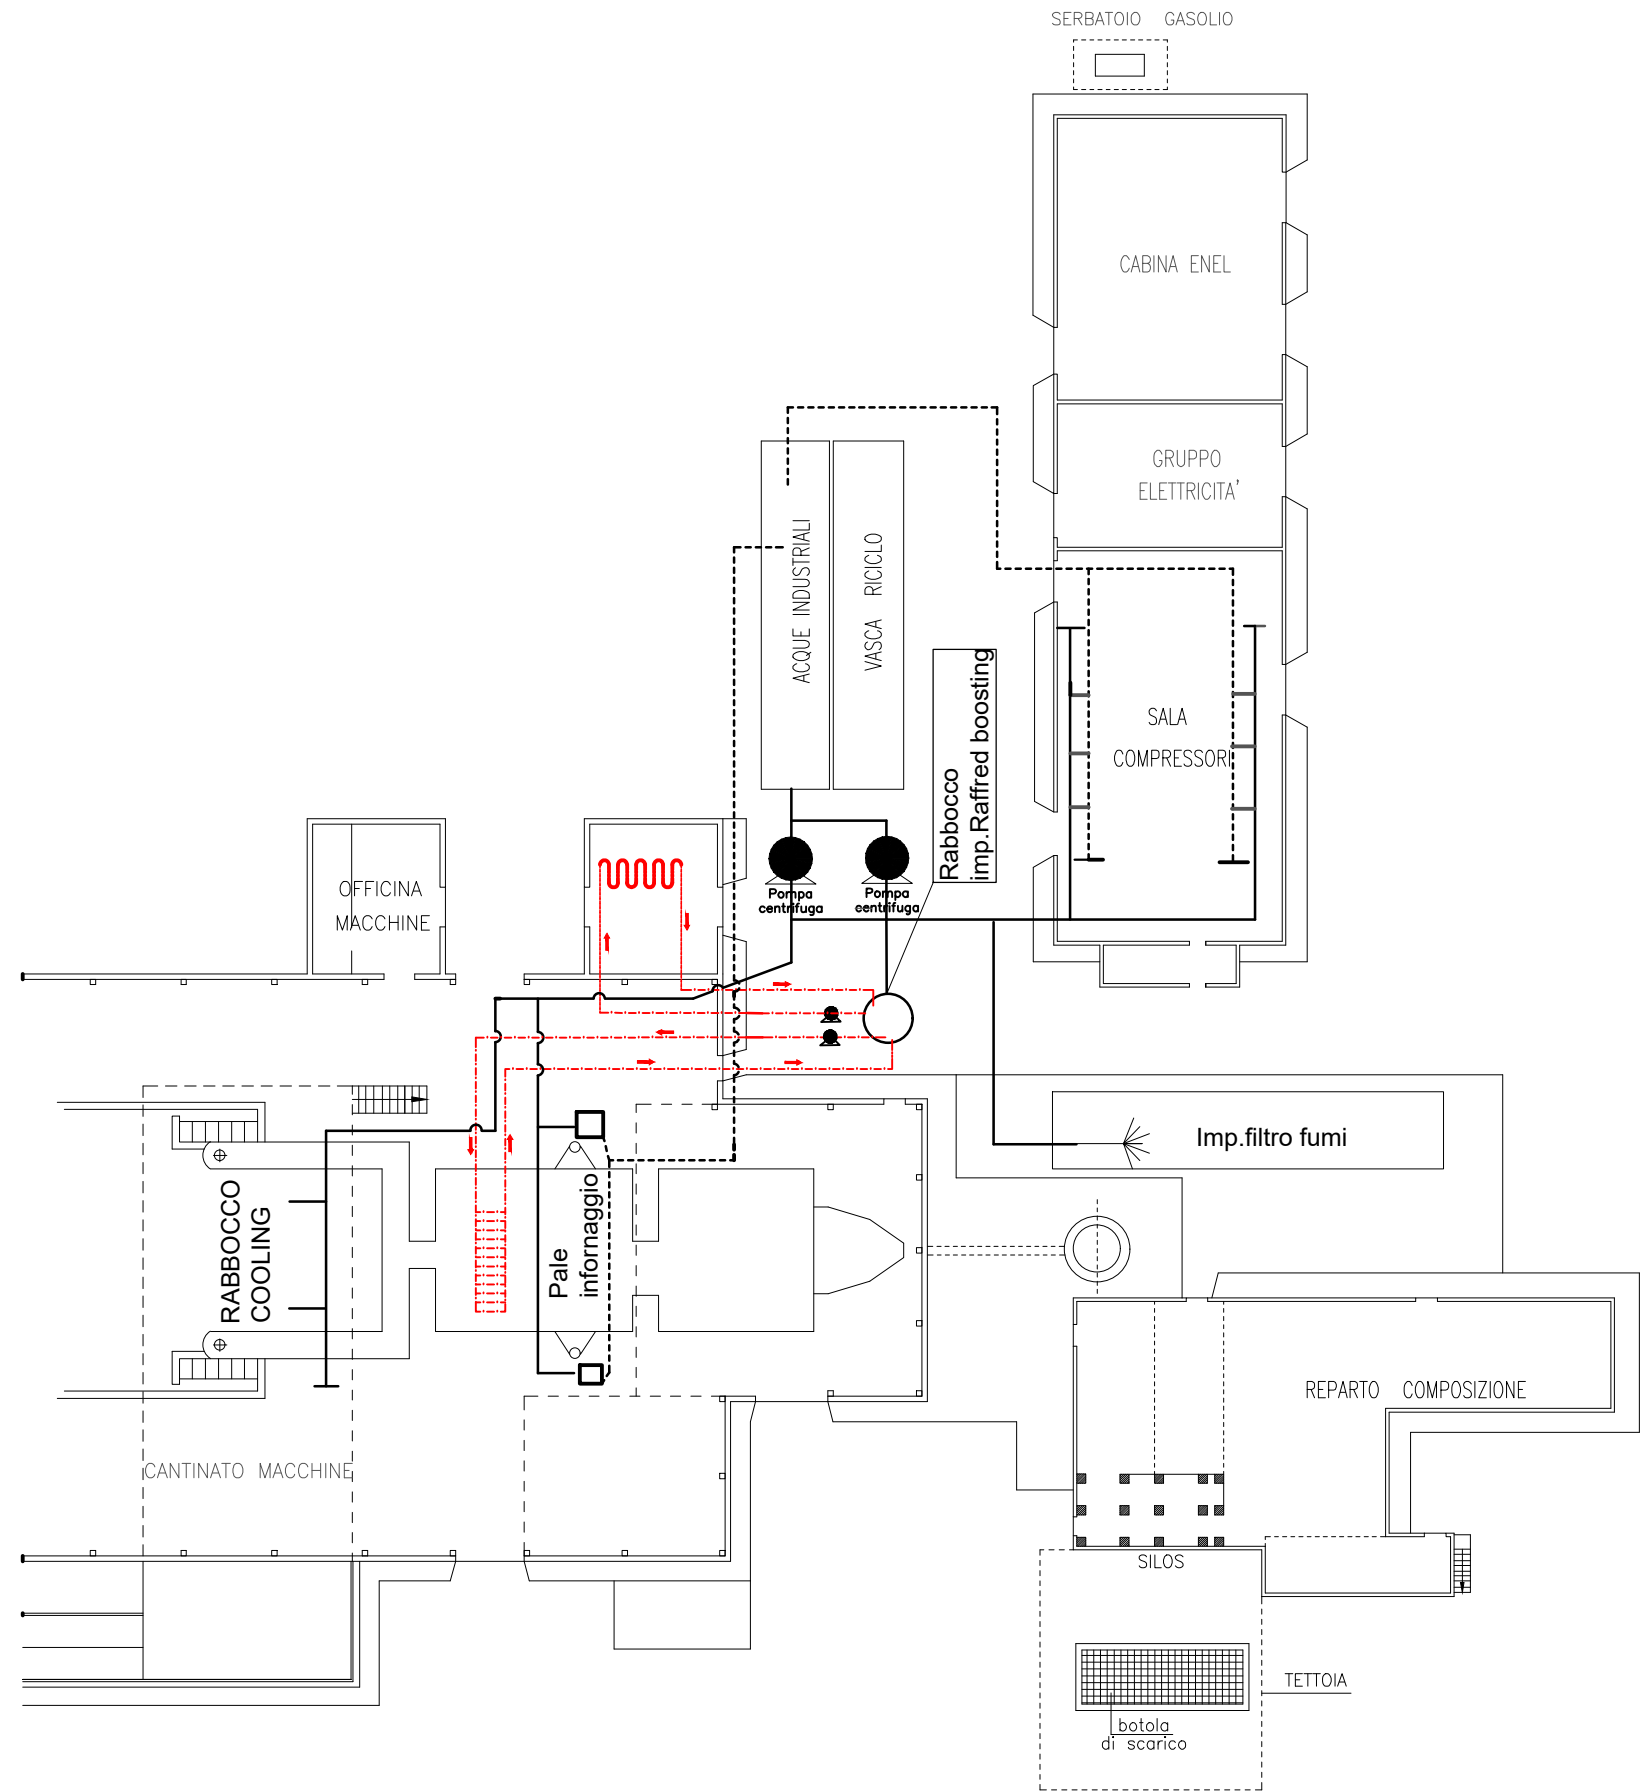 SERBATOIO GASOLIO
CABINA ENEL
GRUPPO
ELETTRICITA'
ACQUE INDUSTRIALI
VASCA RICICLO
Rabbocco
imp.Raffred boosting
SALA
COMPRESSORI
OFFICINA
MACCHINE
Pompa
centrifuga
Pompa
centrifuga
Imp.filtro fumi
RABBOCCO
COOLING
Pale
infornaggio
REPARTO COMPOSIZIONE
CANTINATO MACCHINE
SILOS
TETTOIA
botola
di scarico